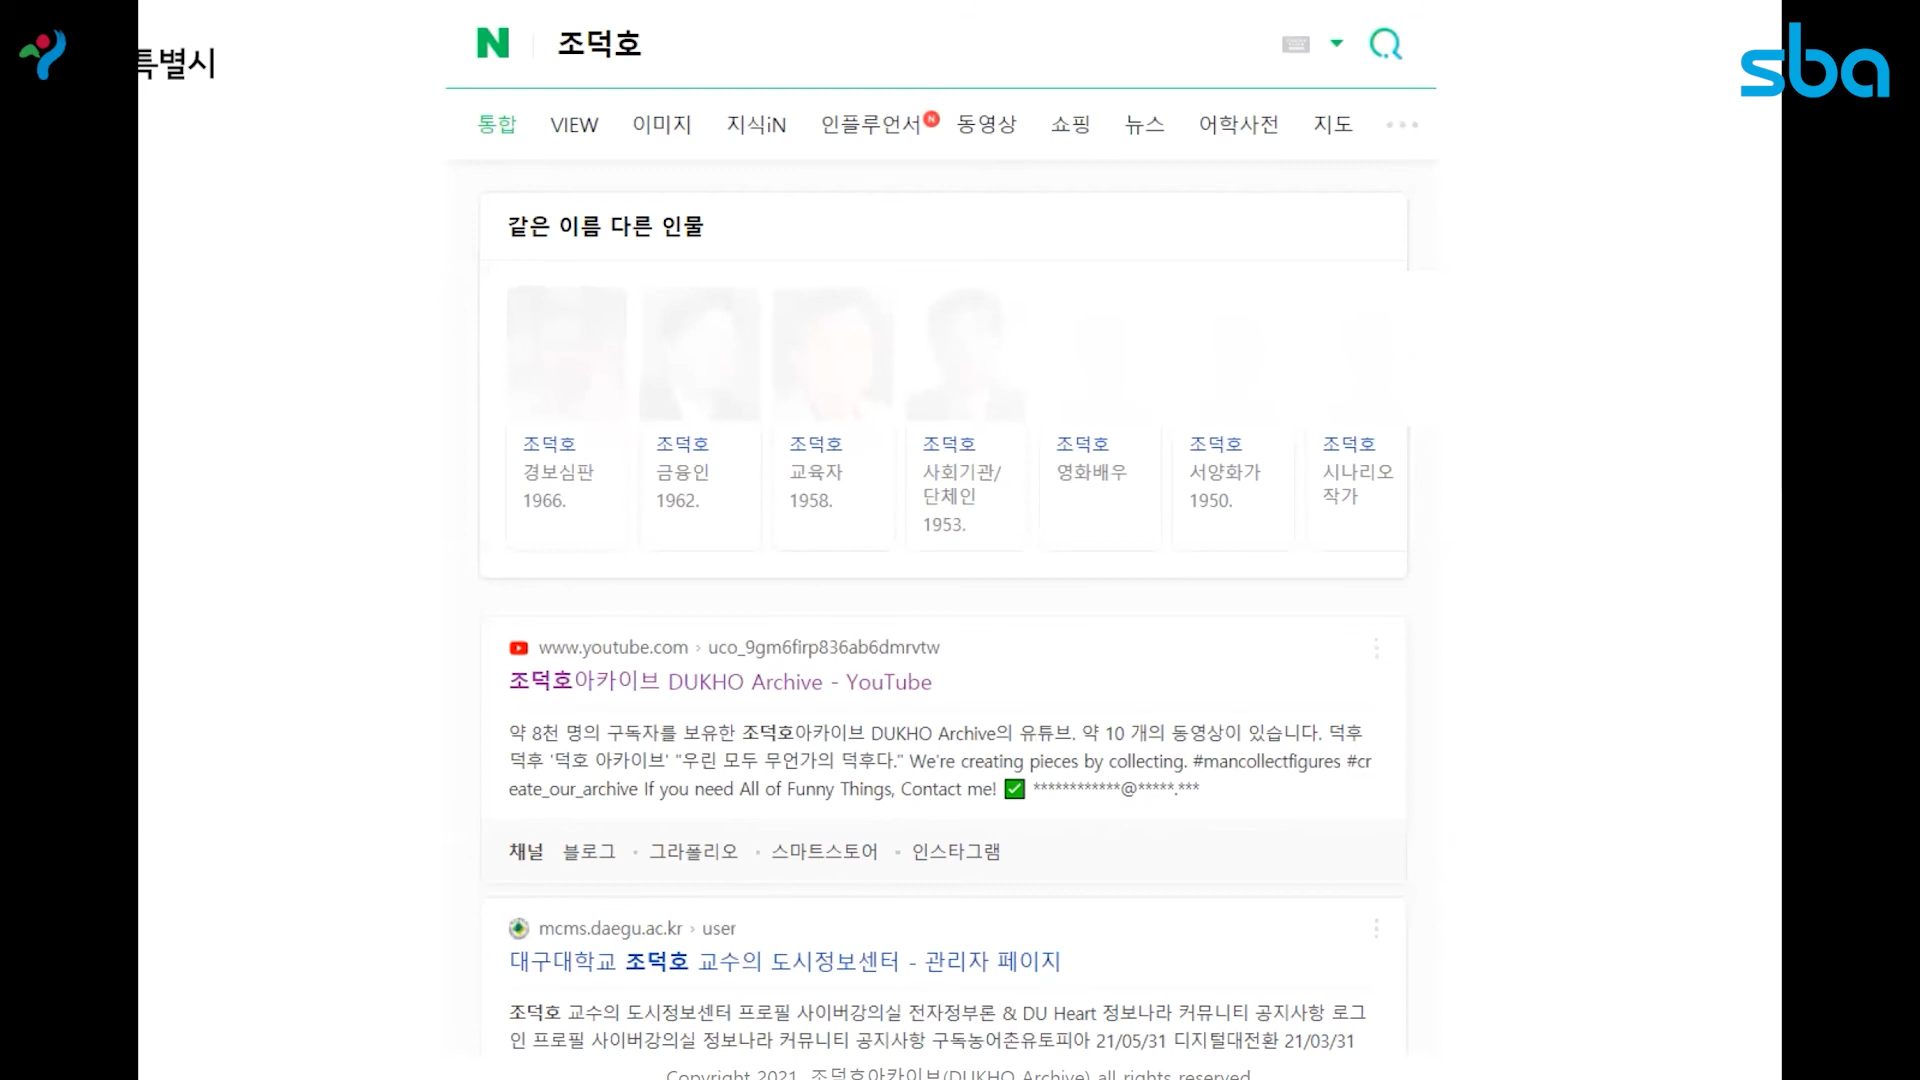 특별시
sba
N 조덕호
통합 VIEW 이미지 지식iN 인플루언서 N 동영상 쇼핑 뉴스 어학사전 지도
같은 이름 다른 인물
조덕호 조덕호 조덕호 조덕호 조덕호 조덕호 조덕호
경보심판 금융인 교육자 사회기관/ 영화배우 서양화가 시나리오
1966. 1962. 1958. 단체인 1950. 작가
1953.
www.youtube.com › uco_9gm6firp836ab6dmrvtw
조덕호아카이브 DUKHO Archive - YouTube
약 8천 명의 구독자를 보유한 조덕호아카이브 DUKHO Archive의 유튜브. 약 10 개의 동영상이 있습니다. 덕후
덕후 '덕호 아카이브' "우린 모두 무언가의 덕후다." We're creating pieces by collecting. #mancollectfigures #cr
eate_our_archive If you need All of Funny Things, Contact me! ✅ ************@*****.***
채널 블로그 · 그라폴리오 · 스마트스토어 · 인스타그램
mcms.daegu.ac.kr › user
대구대학교 조덕호 교수의 도시정보센터 - 관리자 페이지
조덕호 교수의 도시정보센터 프로필 사이버강의실 전자정부론 & DU Heart 정보나라 커뮤니티 공지사항 로그
인 프로필 사이버강의실 정보나라 커뮤니티 공지사항 구독농어촌유토피아 21/05/31 디지털대전환 21/03/31
Copyright 2021. 조덕호아카이브(DUKHO Archive) all rights reserved.